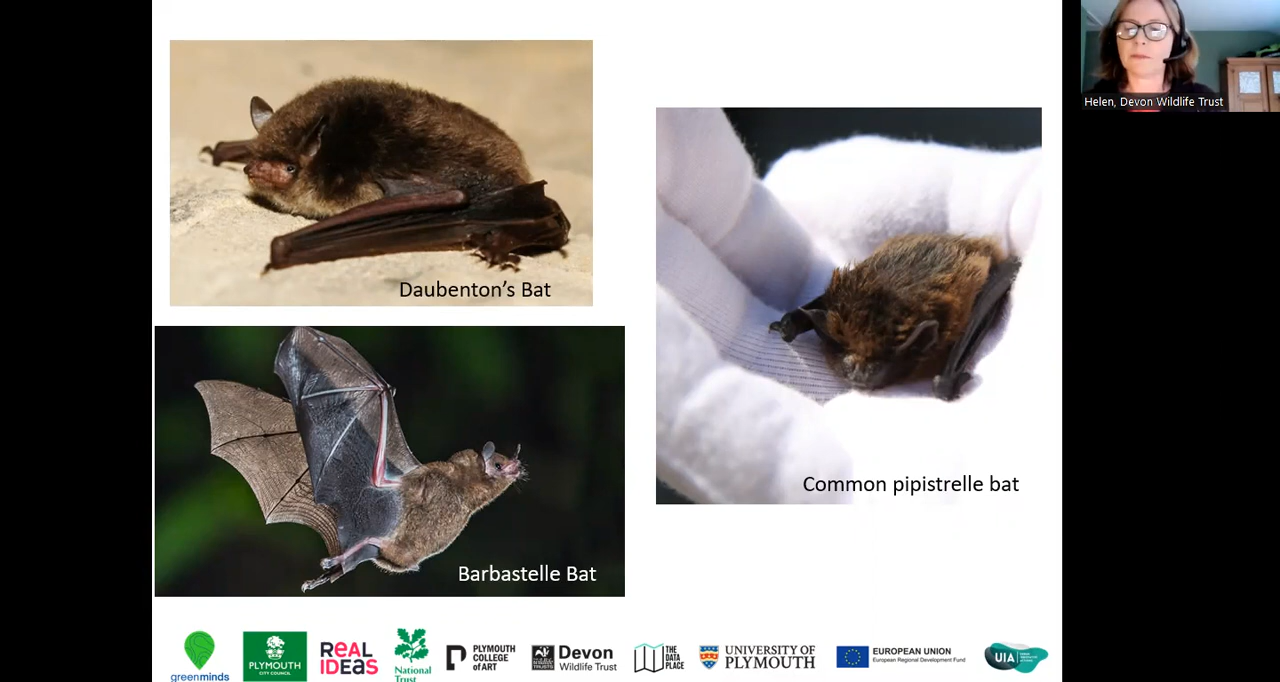 Daubenton's Bat
Helen, Devon Wildlife Trust
Common pipistrelle bat
Barbastelle Bat
greenminds
PLYMOUTH
CITY COUNCIL
REAL
IDEAS
National
Trust
PLYMOUTH
COLLEGE
of ART
Devon
Wildlife Trust
THE
DATA
PLACE
UNIVERSITY OF
PLYMOUTH
EUROPEAN UNION
European Regional Development Fund
UIA